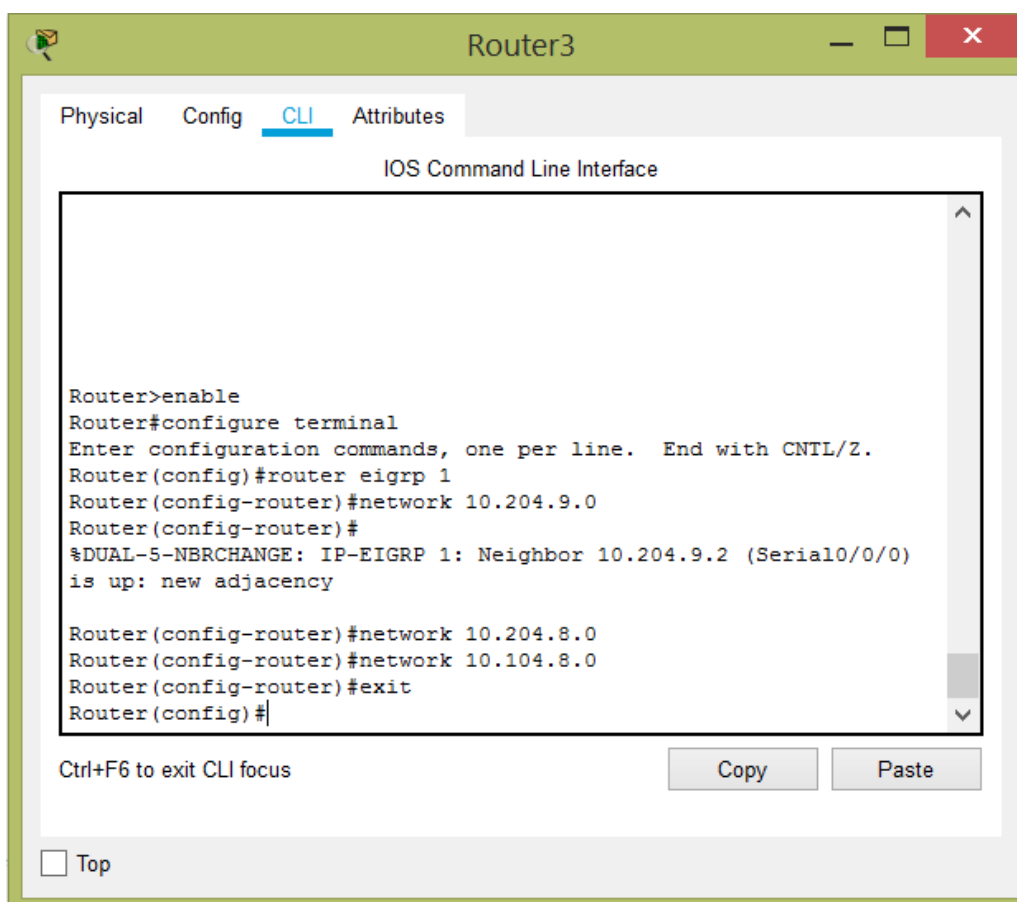 Router3
Physical Config CLI Attributes
IOS Command Line Interface
Router>enable
Router#configure terminal
Enter configuration commands, one per line.  End with CNTL/Z.
Router(config)#router eigrp 1
Router(config-router)#network 10.204.9.0
Router(config-router)#
%DUAL-5-NBRCHANGE: IP-EIGRP 1: Neighbor 10.204.9.2 (Serial0/0/0)
is up: new adjacency
Router(config-router)#network 10.204.8.0
Router(config-router)#network 10.104.8.0
Router(config-router)#exit
Router(config)#
Ctrl+F6 to exit CLI focus
Copy Paste
Top